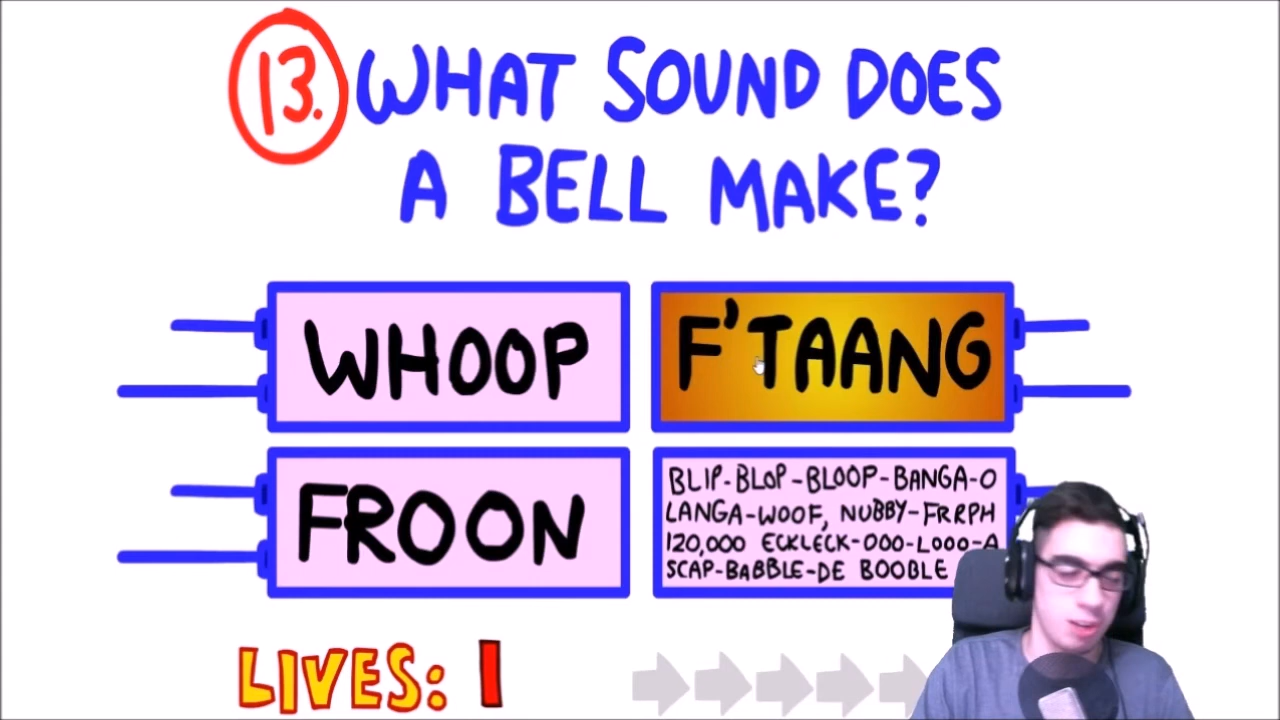 13. WHAT SOUND DOES
A BELL MAKE?
WHOOP
F'TAANG
FROON
BLIP-BLOP-BLOOP-BANGA-O
LANGA-WOOF, NUBBY-FRRPH
120,000 ECKLECK-OOO-LOOO-A
SCAP-BABBLE-DE BOOBLE
LIVES: 1